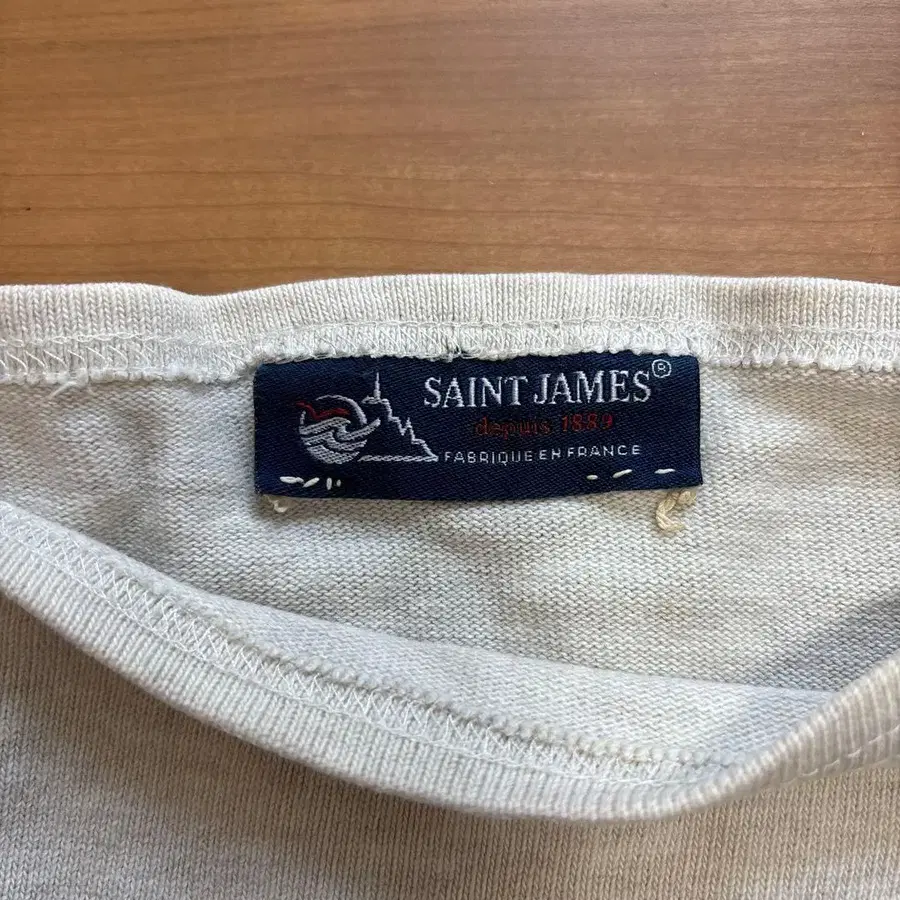 SAINT JAMES®
depuis 1889
FABRIQUE EN FRANCE